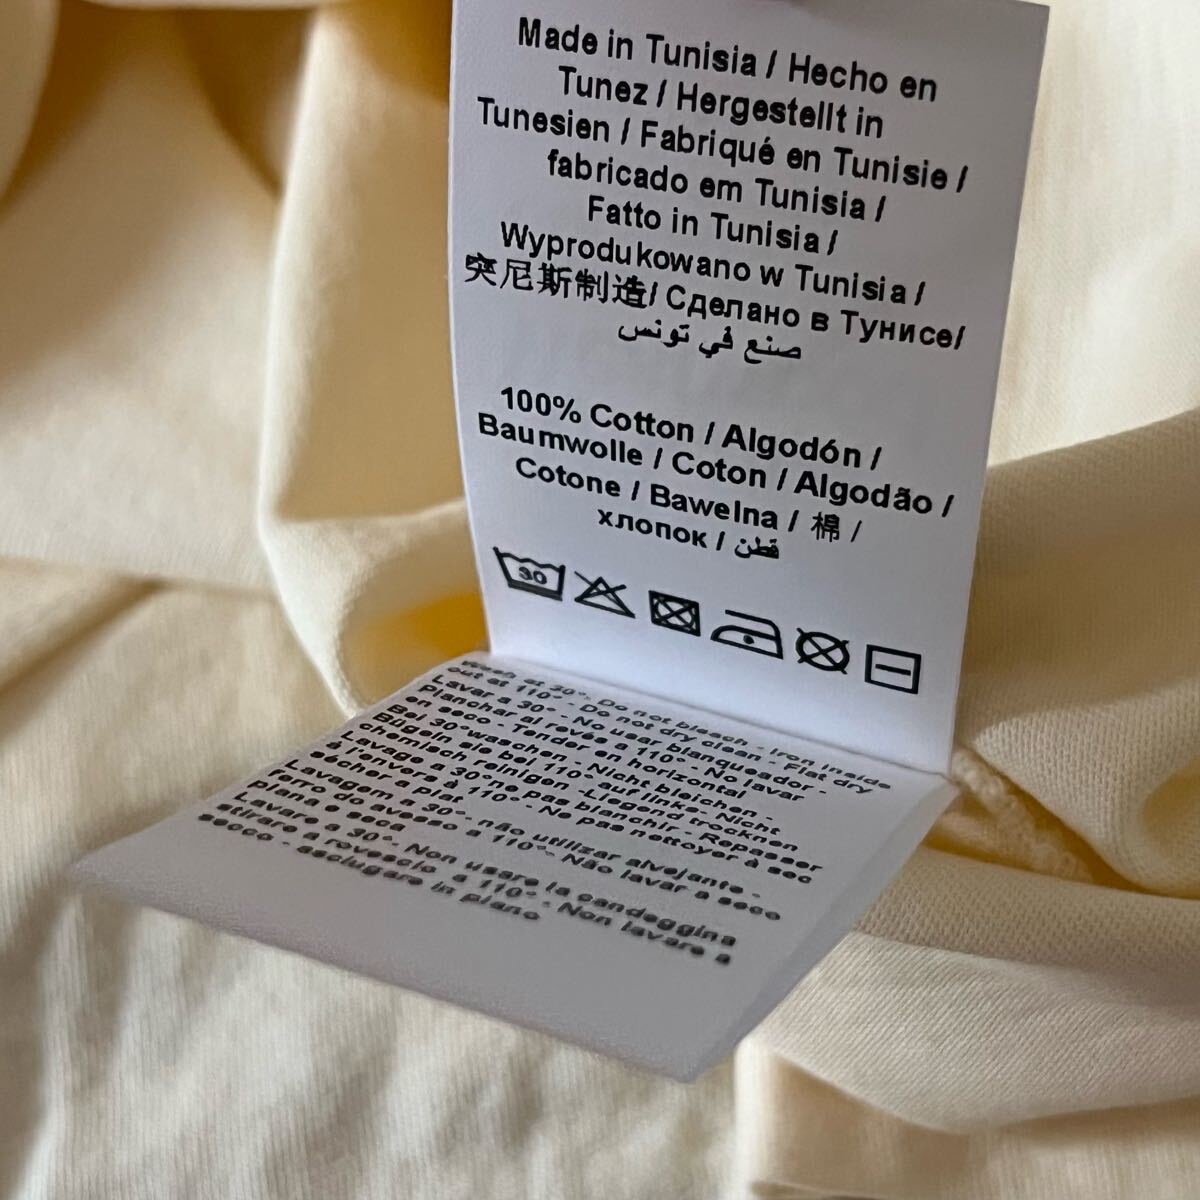 Made in Tunisia / Hecho en
Tunez / Hergestellt in
Tunesien / Fabriqué en Tunisie /
fabricado em Tunisia /
Fatto in Tunisia /
Wyprodukowano w Tunisia /
突尼斯制造/ Сделано в Тунисе/
صنع في تونس
100% Cotton / Algodón /
Baumwolle / Coton / Algodão /
Cotone / Bawelna / 棉 /
хлопок / قطن
30
Wash at 30°- Do not bleach - Iron inside
out at 110° - Do not dry clean - Flat dry
Lavar a 30° - No usar blanqueador -
Planchar al revés a 110° - No lavar
en seco - Tender en horizontal
Bei 30°waschen - Nicht bleichen -
Bügeln sie bei 110° auf links- Nicht
chemisch reinigen -Liegend trocknen
Lavage a 30°ne pas blanchir - Repasser
à l'envers à 110° - Ne pas nettoyer à sec
sécher plat
Lavagem a 30°- não utilizar alvejante -
ferro do avesso a 110°- Não lavar a seco
plana e seca
Lavare a 30°- Non usare la candeggina
stirare a rovescio a 110° - Non lavare a
secco - asciugare in piano